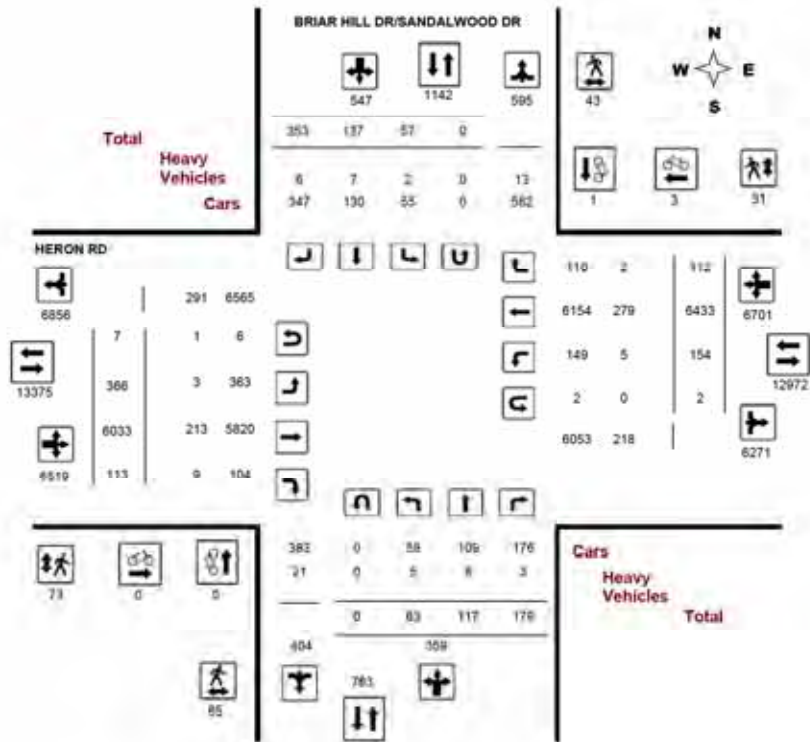 BRIAR HILL DR/SANDALWOOD DR
N
W E
S
547 1142 595 43
Total 353 137 57 0
Heavy
Vehicles 6 7 2 0 13
Cars 347 130 55 0 582
1 3 31
HERON RD
110 2 112
6856 291 6565
6154 279 6433 6701
7 1 6
149 5 154
13375 366 3 363
12972
2 0 2
6033 213 5820
6053 218 6271
6519 113 9 104
383 0 58 109 176
Cars
21 0 5 8 3
Heavy
Vehicles
73 0 0
0 63 117 179
Total
404 359
763
65